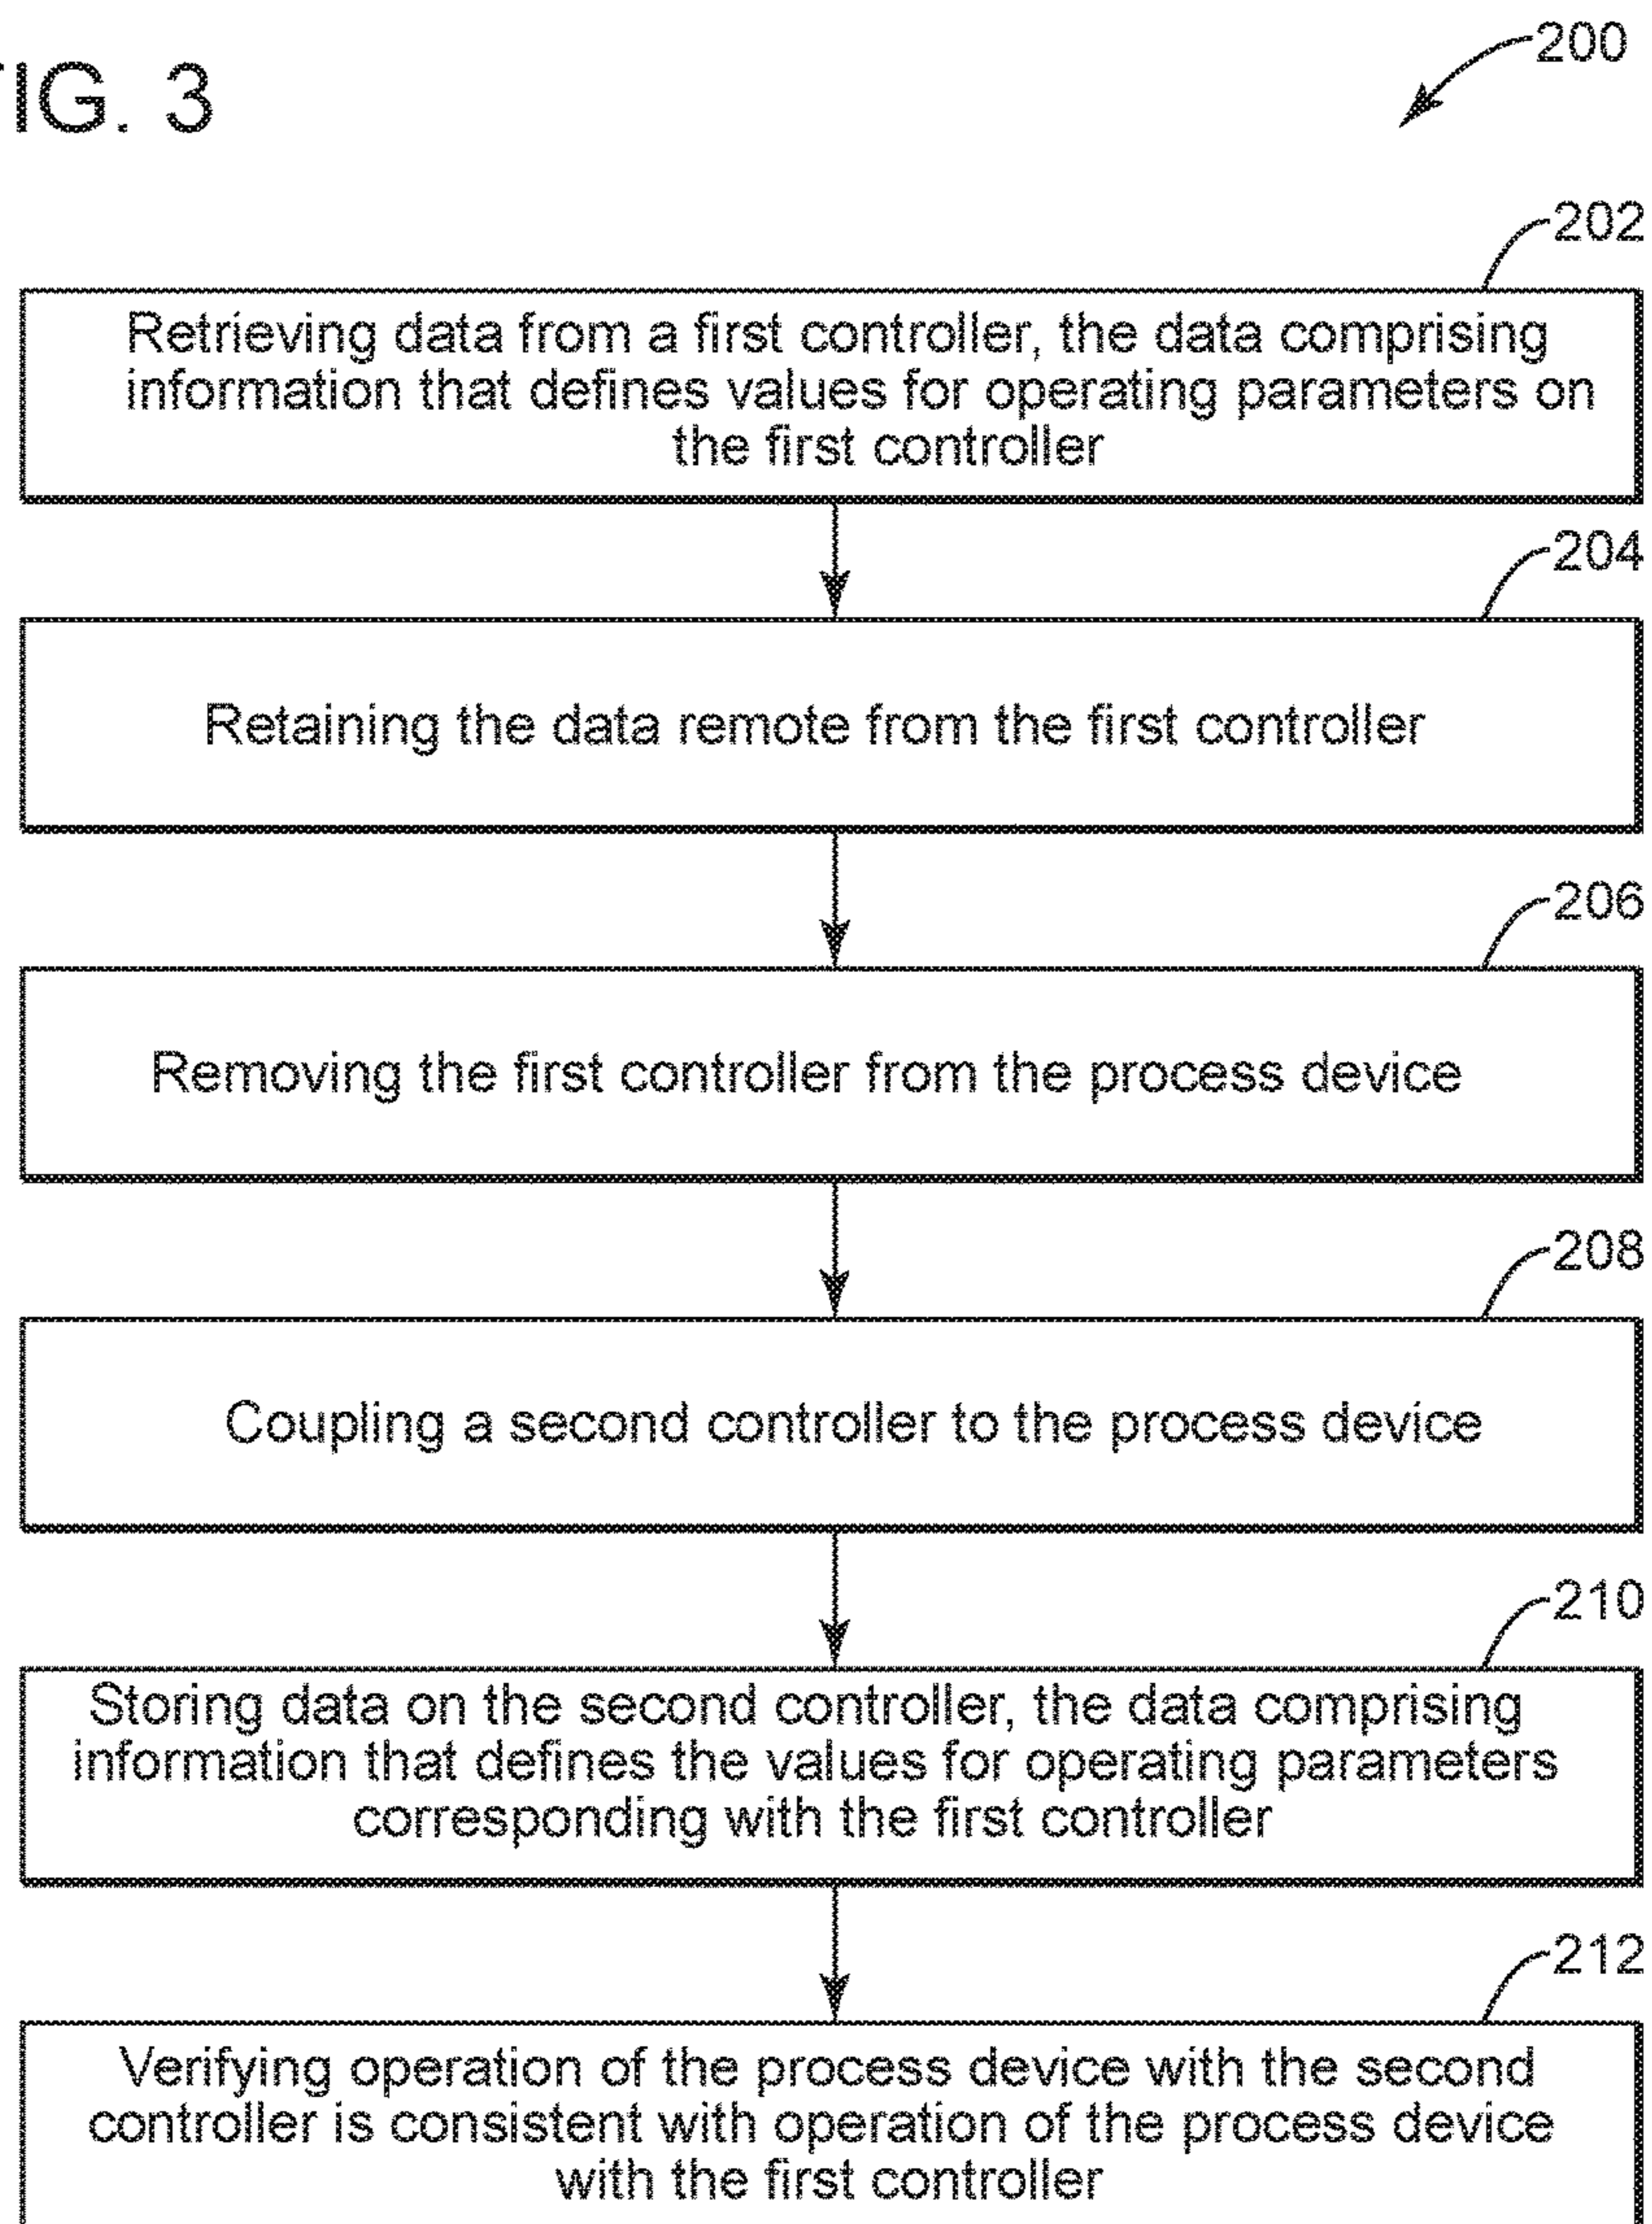 IG. 3
200
202
Retrieving data from a first controller, the data comprising
information that defines values for operating parameters on
the first controller
204
Retaining the data remote from the first controller
206
Removing the first controller from the process device
208
Coupling a second controller to the process device
210
Storing data on the second controller, the data comprising
information that defines the values for operating parameters
corresponding with the first controller
212
Verifying operation of the process device with the second
controller is consistent with operation of the process device
with the first controller